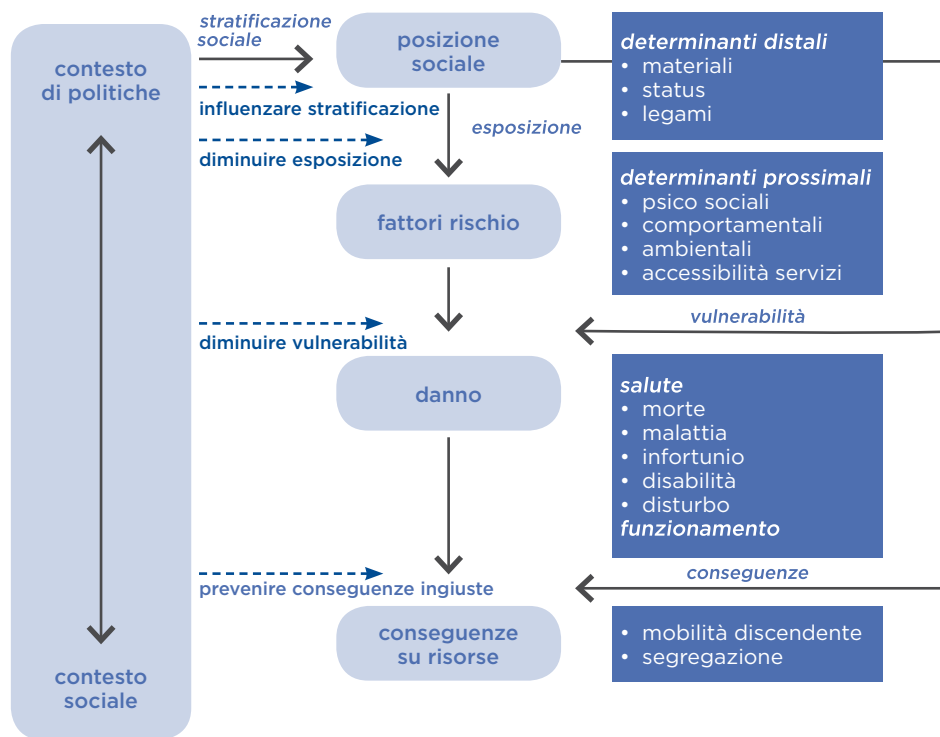 contesto
di politiche
stratificazione
sociale
influenzare stratificazione
diminuire esposizione
posizione
sociale
esposizione
determinanti distali
• materiali
• status
• legami
fattori rischio
determinanti prossimali
• psico sociali
• comportamentali
• ambientali
• accessibilità servizi
diminuire vulnerabilità
vulnerabilità
danno
salute
• morte
• malattia
• infortunio
• disabilità
• disturbo
funzionamento
prevenire conseguenze ingiuste
conseguenze
conseguenze
su risorse
• mobilità discendente
• segregazione
contesto
sociale